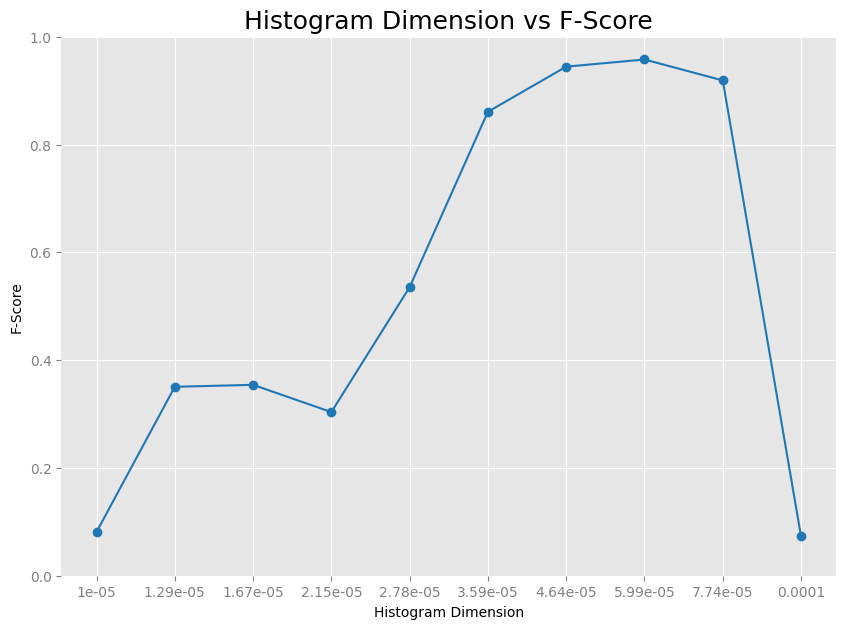 Histogram Dimension vs F-Score
1.0
0.8
0.6
0.4
0.2
0.0
F-Score
1e-05 1.29e-05 1.67e-05 2.15e-05 2.78e-05 3.59e-05 4.64e-05 5.99e-05 7.74e-05 0.0001
Histogram Dimension